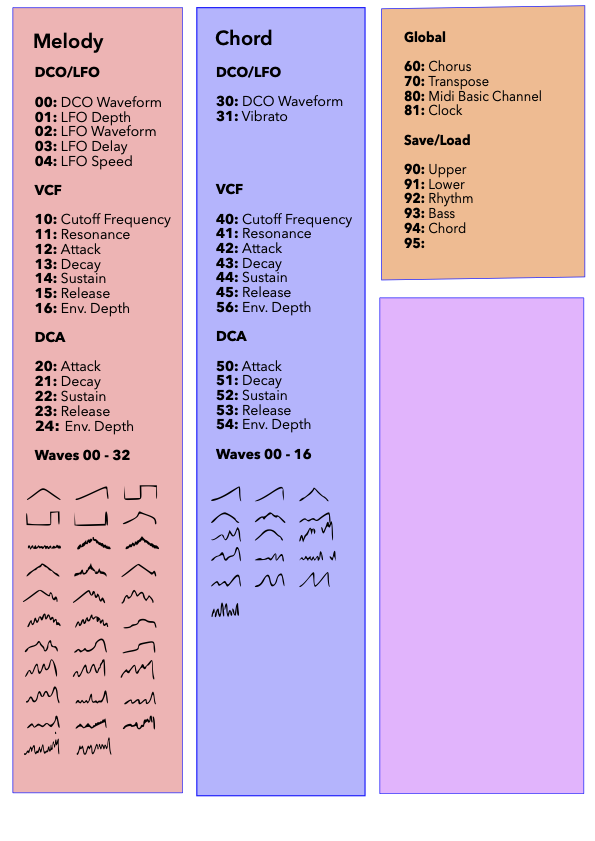 Melody
DCO/LFO
00: DCO Waveform
01: LFO Depth
02: LFO Waveform
03: LFO Delay
04: LFO Speed
VCF
10: Cutoff Frequency
11: Resonance
12: Attack
13: Decay
14: Sustain
15: Release
16: Env. Depth
DCA
20: Attack
21: Decay
22: Sustain
23: Release
24: Env. Depth
Waves 00 - 32
Chord
DCO/LFO
30: DCO Waveform
31: Vibrato
VCF
40: Cutoff Frequency
41: Resonance
42: Attack
43: Decay
44: Sustain
45: Release
56: Env. Depth
DCA
50: Attack
51: Decay
52: Sustain
53: Release
54: Env. Depth
Waves 00 - 16
Global
60: Chorus
70: Transpose
80: Midi Basic Channel
81: Clock
Save/Load
90: Upper
91: Lower
92: Rhythm
93: Bass
94: Chord
95: